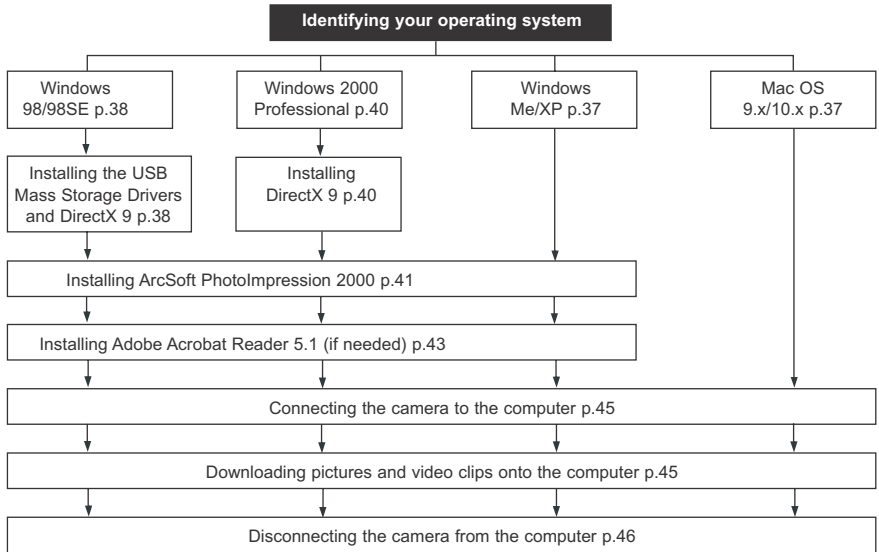 Identifying your operating system
Windows
98/98SE p.38
Windows 2000
Professional p.40
Windows
Me/XP p.37
Mac OS
9.x/10.x p.37
Installing the USB
Mass Storage Drivers
and DirectX 9 p.38
Installing
DirectX 9 p.40
Installing ArcSoft PhotoImpression 2000 p.41
Installing Adobe Acrobat Reader 5.1 (if needed) p.43
Connecting the camera to the computer p.45
Downloading pictures and video clips onto the computer p.45
Disconnecting the camera from the computer p.46